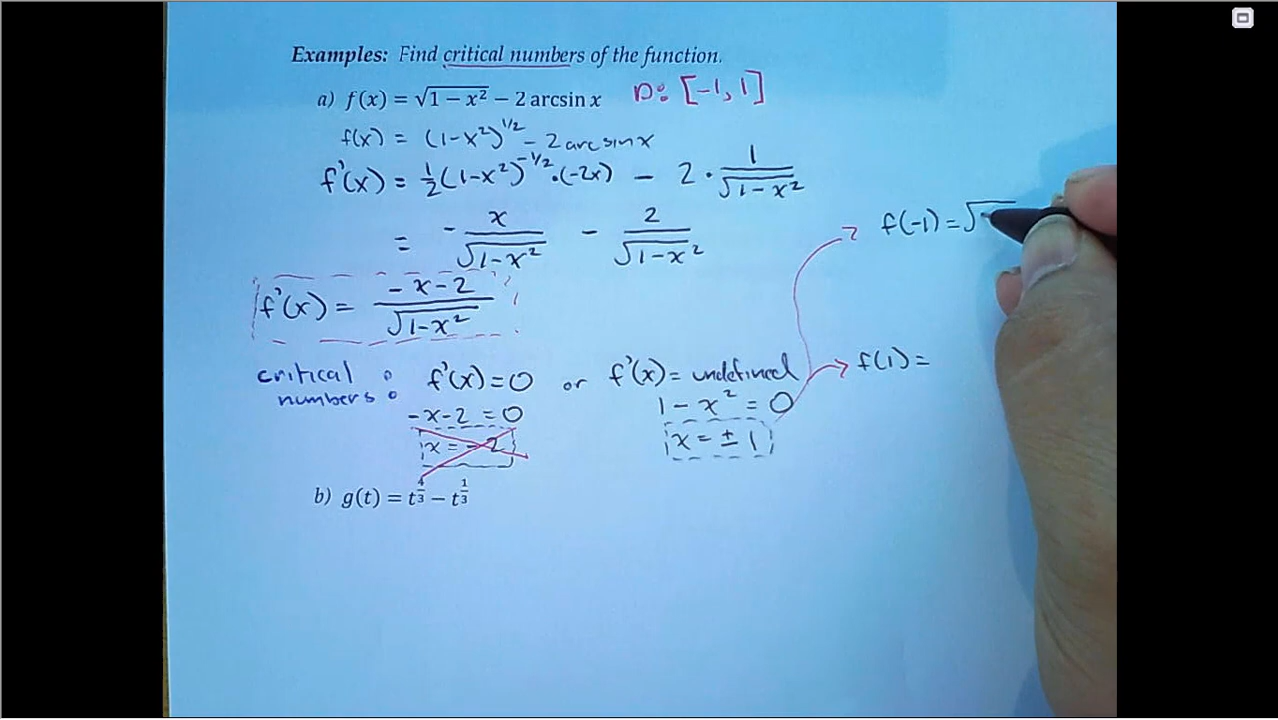 Examples: Find critical numbers of the function.
a) f(x) = √(1 − x²) − 2 arcsin x D: [-1, 1]
f(x) = (1-x²)^1/2 - 2 arc sin x
f'(x) = 1/2 (1-x²)^-1/2 · (-2x) - 2 · 1/√(1-x²)
= - x/√(1-x²) - 2/√(1-x²)
f(-1) = √
f'(x) = (-x-2)/√(1-x²)
critical numbers : f'(x) = 0 or f'(x) = undefined
f(1) =
-x-2 = 0
1 - x² = 0
x = -2
x = ± 1
b) g(t) = t^4/3 − t^1/3